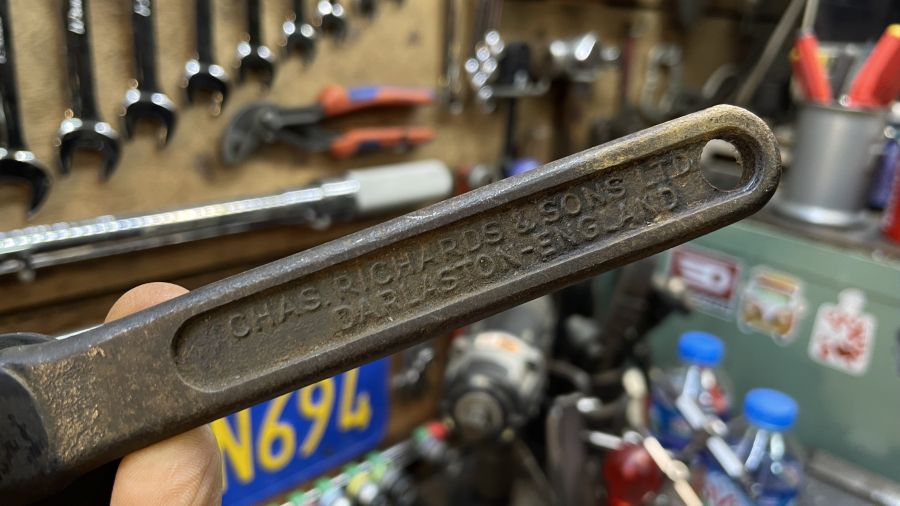 CHAS. RICHARDS & SONS LTD
DARLASTON-ENGLAND
N694